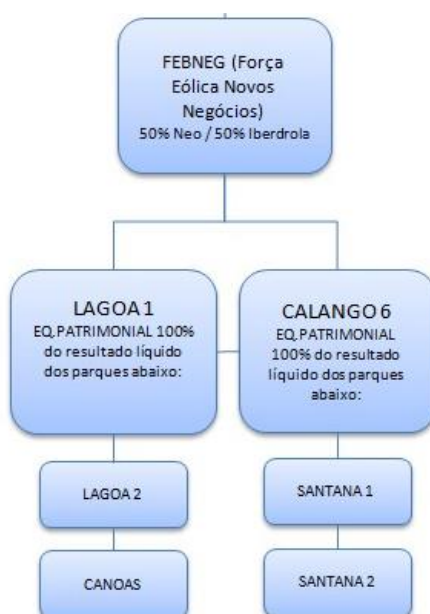 FEBNEG (Força
Eólica Novos
Negócios)
50% Neo / 50% Iberdrola
LAGOA 1
EQ.PATRIMONIAL 100%
do resultado líquido
dos parques abaixo:
CALANGO 6
EQ.PATRIMONIAL
100% do resultado
líquido dos parques
abaixo:
LAGOA 2
SANTANA 1
CANOAS
SANTANA 2